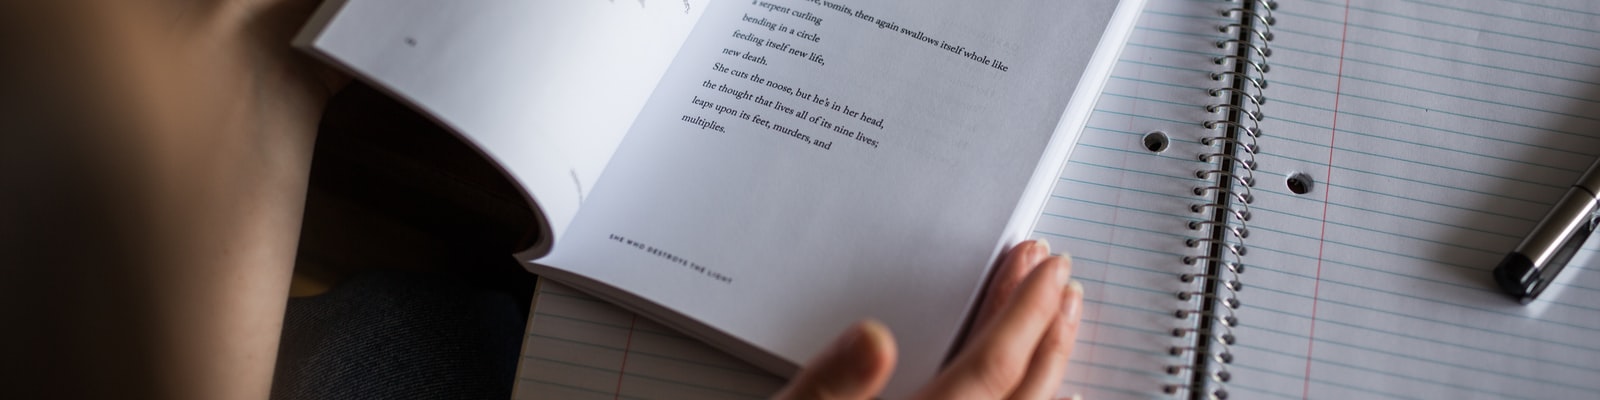 vomits, then again swallows itself whole like
a serpent curling
bending in a circle
feeding itself new life,
new death.
She cuts the noose, but he's in her head,
the thought that lives all of its nine lives;
leaps upon its feet, murders, and
multiplies.
SHE WHO DESTROYS THE LIGHT